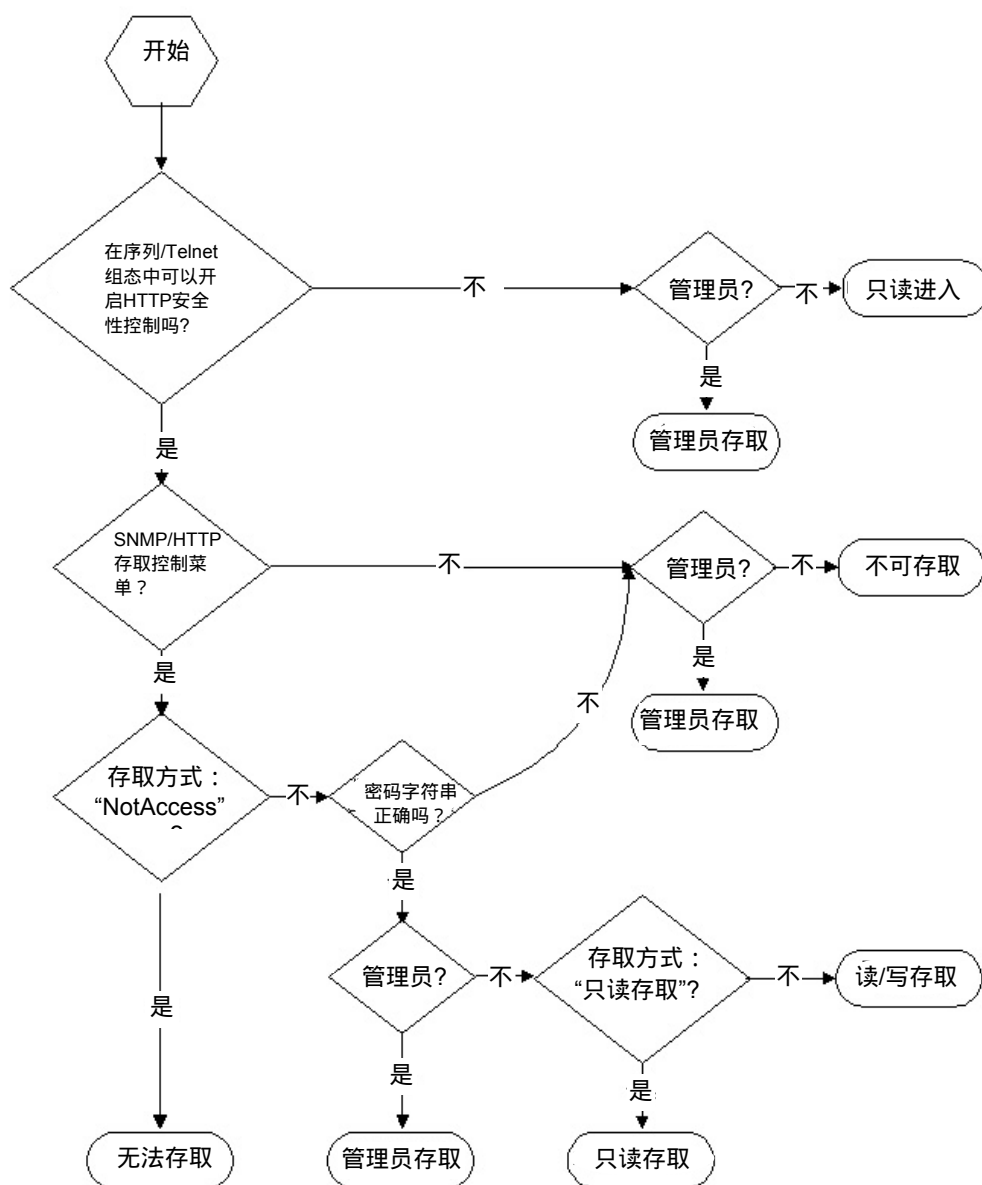 开始
在序列/Telnet
组态中可以开
启HTTP安全
性控制吗?
不
管理员?
不
只读进入
是
管理员存取
是
SNMP/HTTP
存取控制菜
单？
不
管理员?
不
不可存取
是
管理员存取
是
不
存取方式：
“NotAccess”
不
密码字符串
正确吗？
是
管理员?
不
存取方式：
“只读存取”?
不
读/写存取
是
是
是
无法存取
管理员存取
只读存取